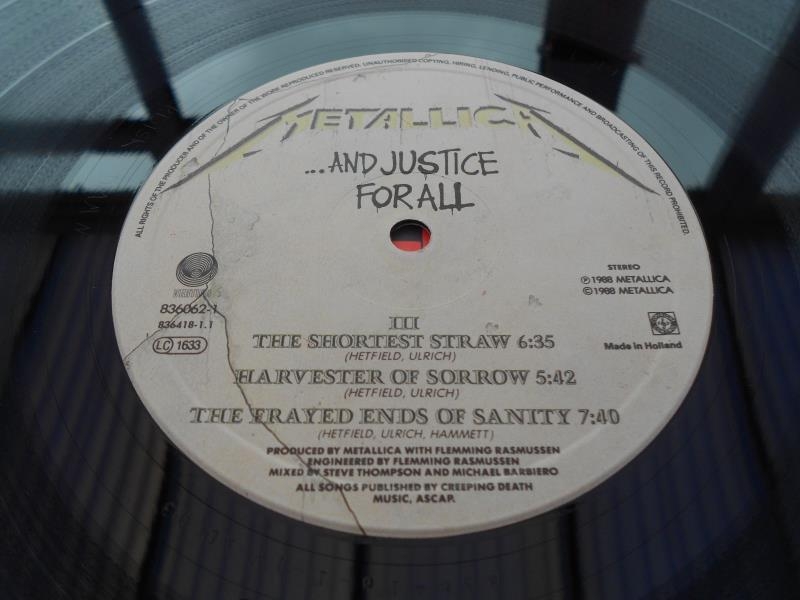 ALL RIGHTS OF THE PRODUCER AND OF THE OWNER OF THE WORK REPRODUCED RESERVED. UNAUTHORISED COPYING, HIRING, LENDING, PUBLIC PERFORMANCE AND BROADCASTING OF THIS RECORD PROHIBITED.
METALLICA
...AND JUSTICE
FOR ALL
VERTIGO
836062-1
836418-1.1
LC 1633
STEREO
Ⓟ1988 METALLICA
©1988 METALLICA
Made in Holland
III
THE SHORTEST STRAW 6:35
(HETFIELD, ULRICH)
HARVESTER OF SORROW 5:42
(HETFIELD, ULRICH)
THE FRAYED ENDS OF SANITY 7:40
(HETFIELD, ULRICH, HAMMETT)
PRODUCED BY METALLICA WITH FLEMMING RASMUSSEN
ENGINEERED BY FLEMMING RASMUSSEN
MIXED BY STEVE THOMPSON AND MICHAEL BARBIERO
ALL SONGS PUBLISHED BY CREEPING DEATH
MUSIC, ASCAP.